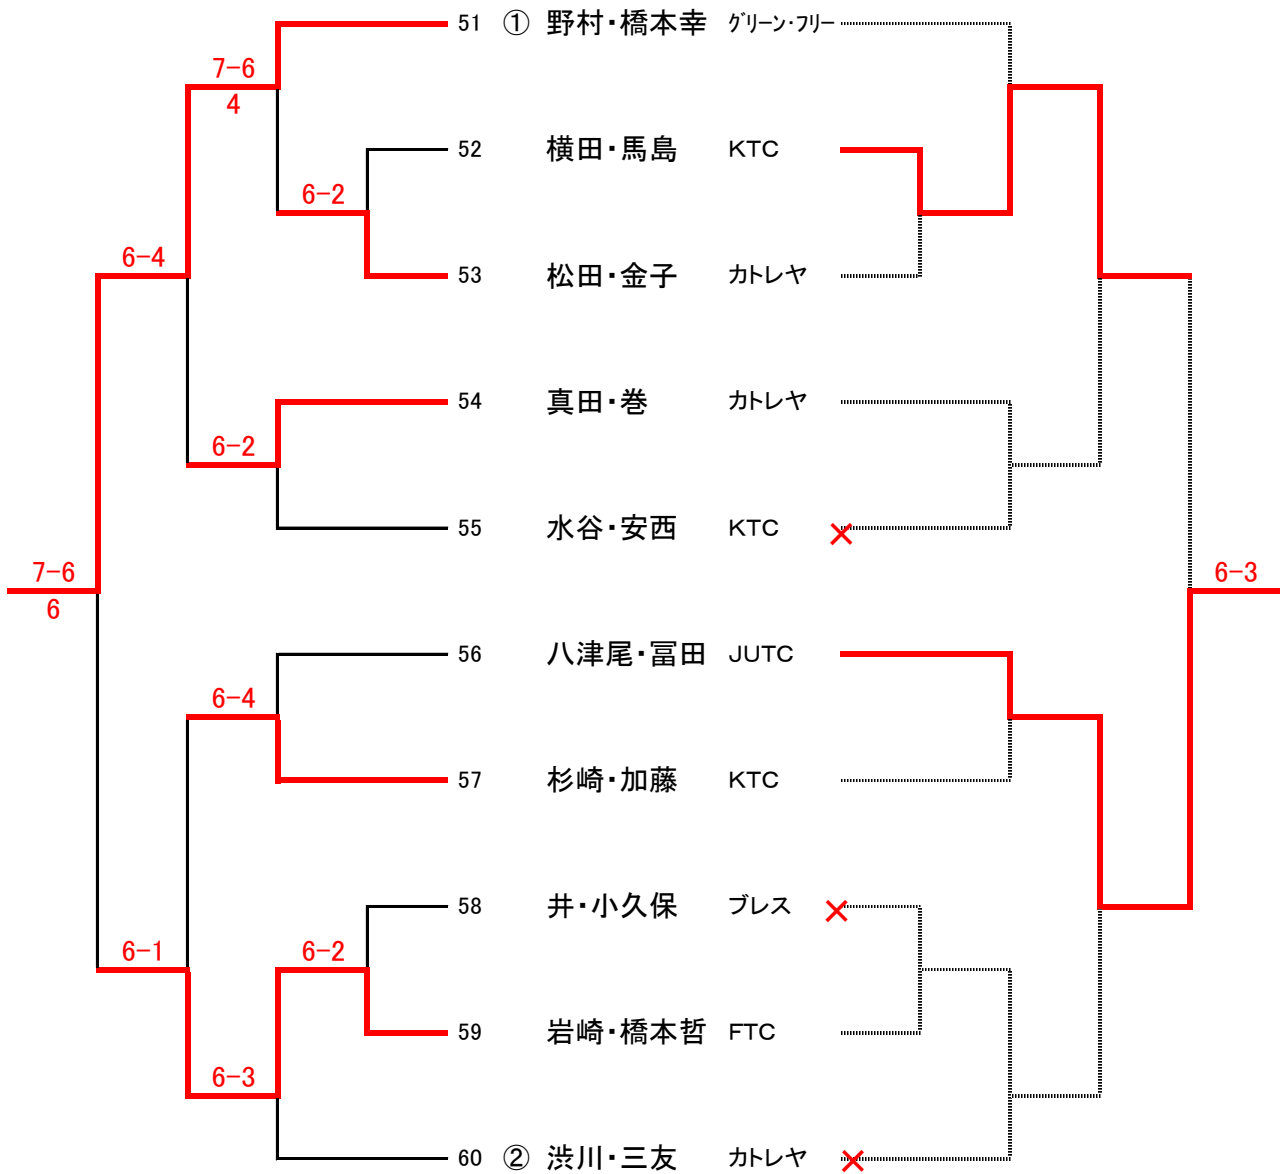 51 ① 野村・橋本幸 グリーン・フリー
7-6
4
52 横田・馬島 KTC
6-2
6-4
53 松田・金子 カトレヤ
54 真田・巻 カトレヤ
6-2
55 水谷・安西 KTC
7-6
6
6-3
56 八津尾・冨田 JUTC
6-4
57 杉崎・加藤 KTC
58 井・小久保 ブレス
6-1
6-2
59 岩崎・橋本哲 FTC
6-3
60 ② 渋川・三友 カトレヤ